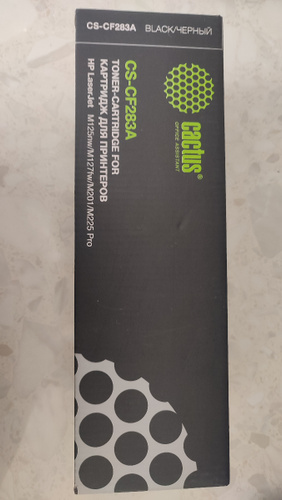 CS-CF283A BLACK/ЧЕРНЫЙ
cactus®
OFFICE ASSISTANT
CS-CF283A
TONER-CARTRIDGE FOR
КАРТРИДЖ ДЛЯ ПРИНТЕРОВ
HP LaserJet M125nw/M127fw/M201/M225 Pro